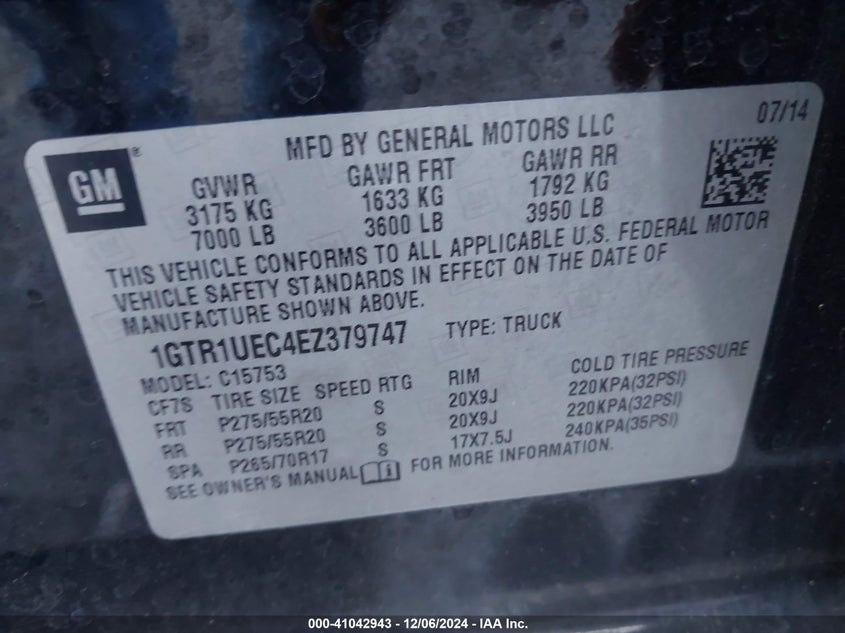 07/14
MFD BY GENERAL MOTORS LLC
GM ®
GVWR GAWR FRT GAWR RR
3175 KG 1633 KG 1792 KG
7000 LB 3600 LB 3950 LB
THIS VEHICLE CONFORMS TO ALL APPLICABLE U.S. FEDERAL MOTOR
VEHICLE SAFETY STANDARDS IN EFFECT ON THE DATE OF
MANUFACTURE SHOWN ABOVE.
1GTR1UEC4EZ379747 TYPE: TRUCK
MODEL: C15753
CF7S TIRE SIZE SPEED RTG RIM COLD TIRE PRESSURE
FRT P275/55R20 S 20X9J 220KPA(32PSI)
RR P275/55R20 S 20X9J 220KPA(32PSI)
SPA P265/70R17 S 17X7.5J 240KPA(35PSI)
SEE OWNER'S MANUAL FOR MORE INFORMATION.
000-41042943 - 12/06/2024 - IAA Inc.